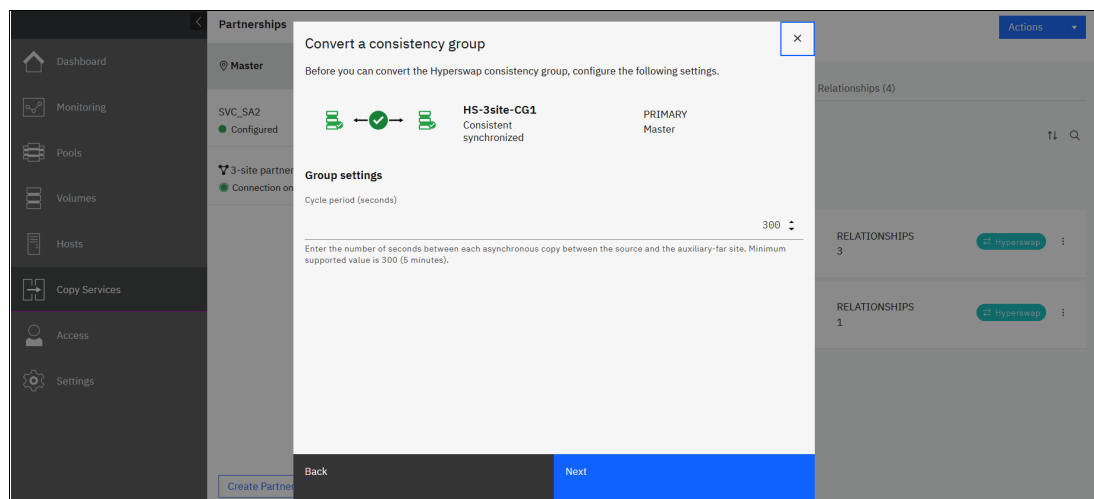 Partnerships
Actions
Dashboard
Monitoring
Pools
Volumes
Hosts
Copy Services
Access
Settings
Master
SVC_SA2
Configured
3-site partner
Connection on
Create Partner
Convert a consistency group
Before you can convert the Hyperswap consistency group, configure the following settings.
HS-3site-CG1
Consistent
synchronized
PRIMARY
Master
Group settings
Cycle period (seconds)
300
Enter the number of seconds between each asynchronous copy between the source and the auxiliary-far site. Minimum
supported value is 300 (5 minutes).
Back
Next
Relationships (4)
RELATIONSHIPS
3
Hyperswap
RELATIONSHIPS
1
Hyperswap